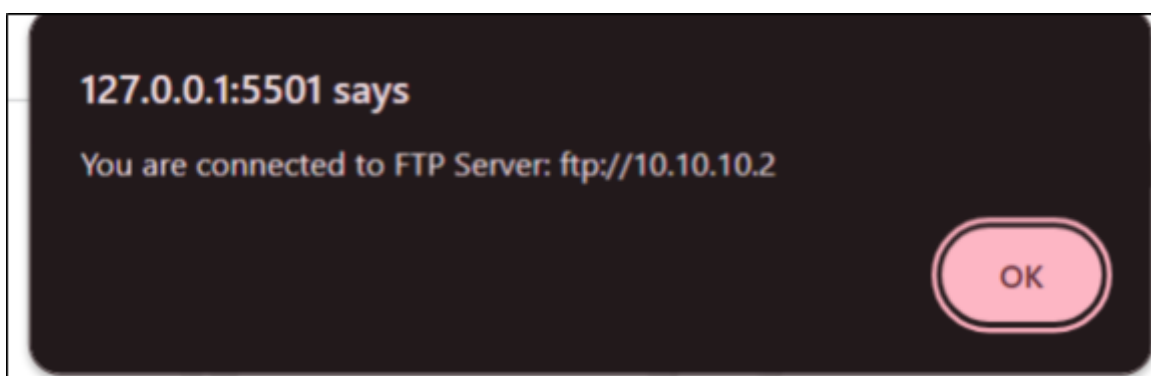 127.0.0.1:5501 says
You are connected to FTP Server: ftp://10.10.10.2
OK